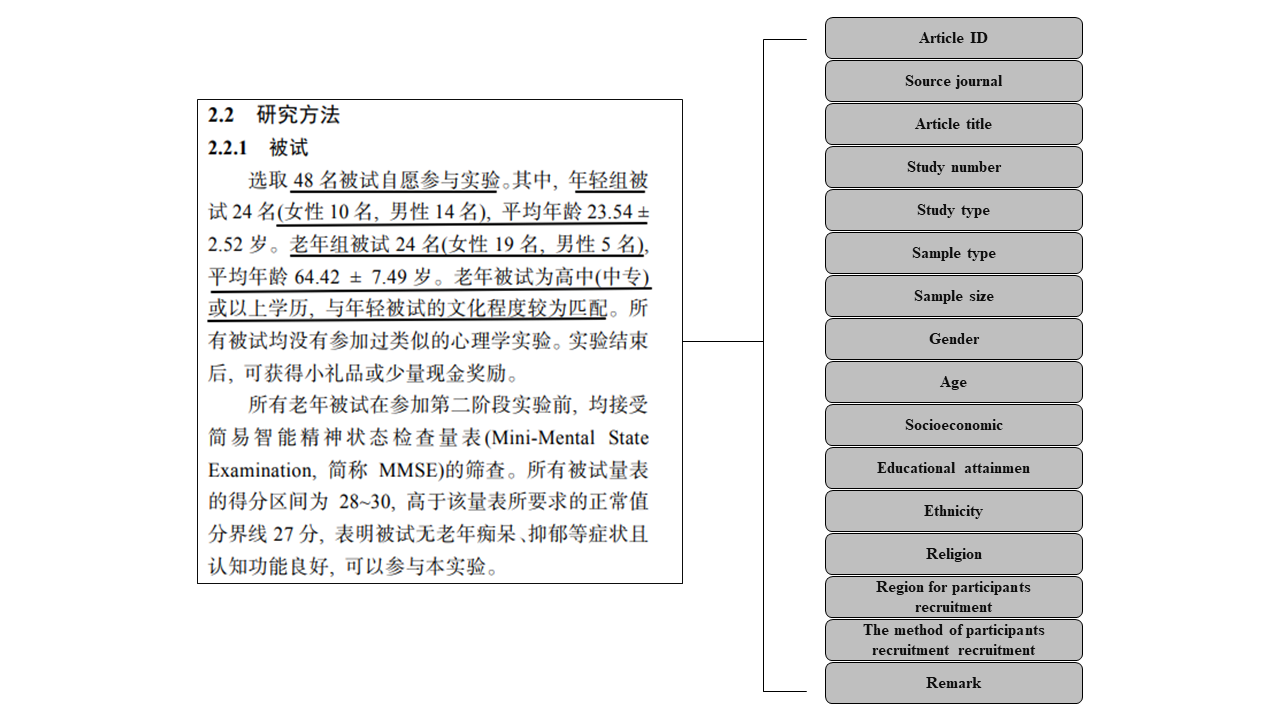 2.2 研究方法
2.2.1 被试
选取 48 名被试自愿参与实验。其中, 年轻组被
试 24 名(女性 10 名, 男性 14 名), 平均年龄 23.54 ±
2.52 岁。老年组被试 24 名(女性 19 名, 男性 5 名),
平均年龄 64.42 ± 7.49 岁。老年被试为高中(中专)
或以上学历, 与年轻被试的文化程度较为匹配。所
有被试均没有参加过类似的心理学实验。实验结束
后, 可获得小礼品或少量现金奖励。
所有老年被试在参加第二阶段实验前, 均接受
简易智能精神状态检查量表(Mini-Mental State
Examination, 简称 MMSE)的筛查。所有被试量表
的得分区间为 28~30, 高于该量表所要求的正常值
分界线 27 分, 表明被试无老年痴呆、抑郁等症状且
认知功能良好, 可以参与本实验。
Article ID
Source journal
Article title
Study number
Study type
Sample type
Sample size
Gender
Age
Socioeconomic
Educational attainmen
Ethnicity
Religion
Region for participants
recruitment
The method of participants
recruitment recruitment
Remark